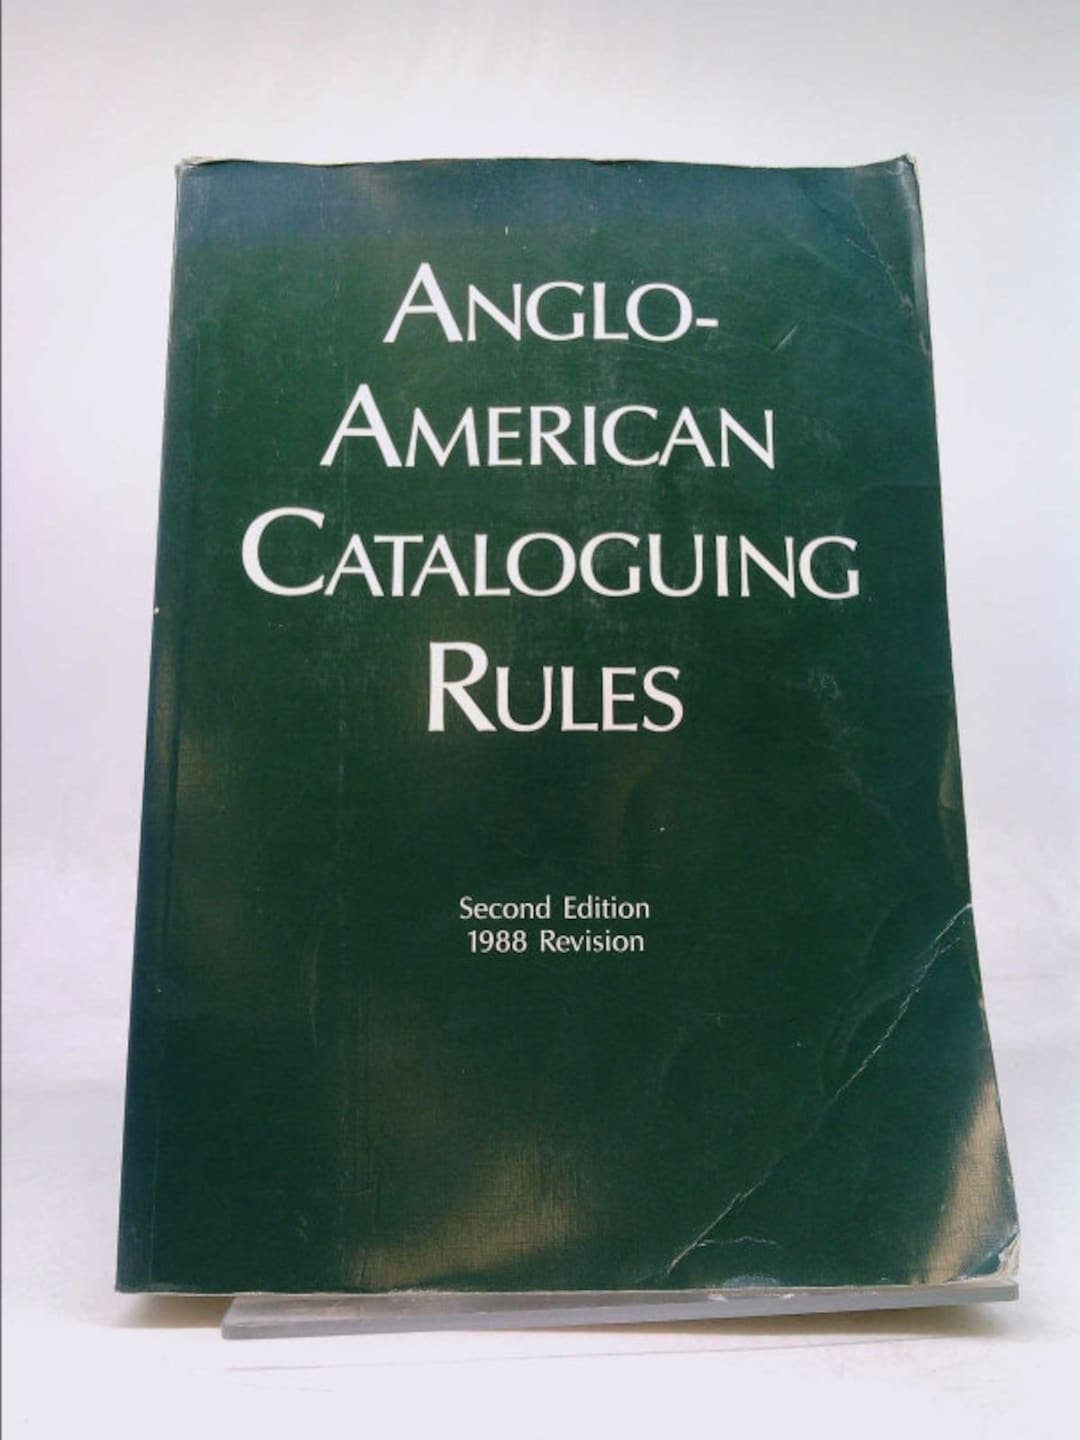 ANGLO-
AMERICAN
CATALOGUING
RULES
Second Edition
1988 Revision